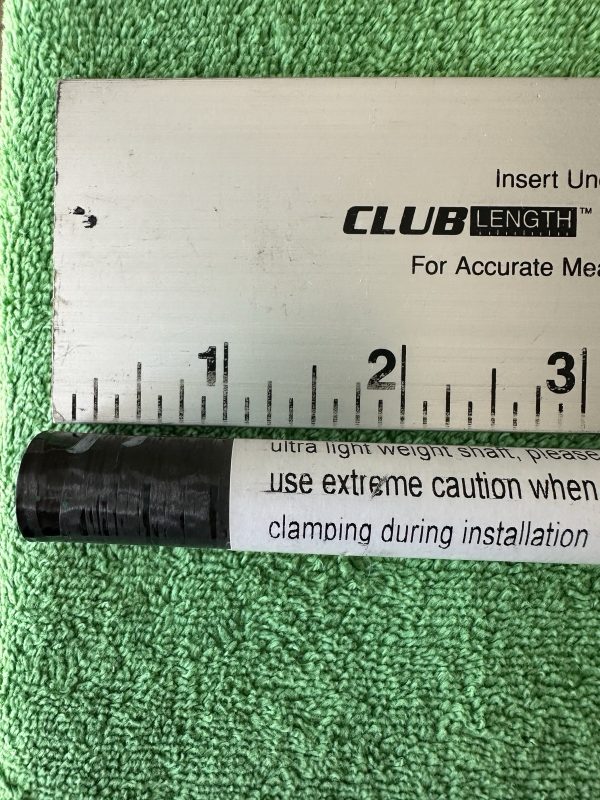 Insert Un
CLUB LENGTH™
For Accurate Mea
1 2 3
ultra light weight shaft, please
use extreme caution when
clamping during installation